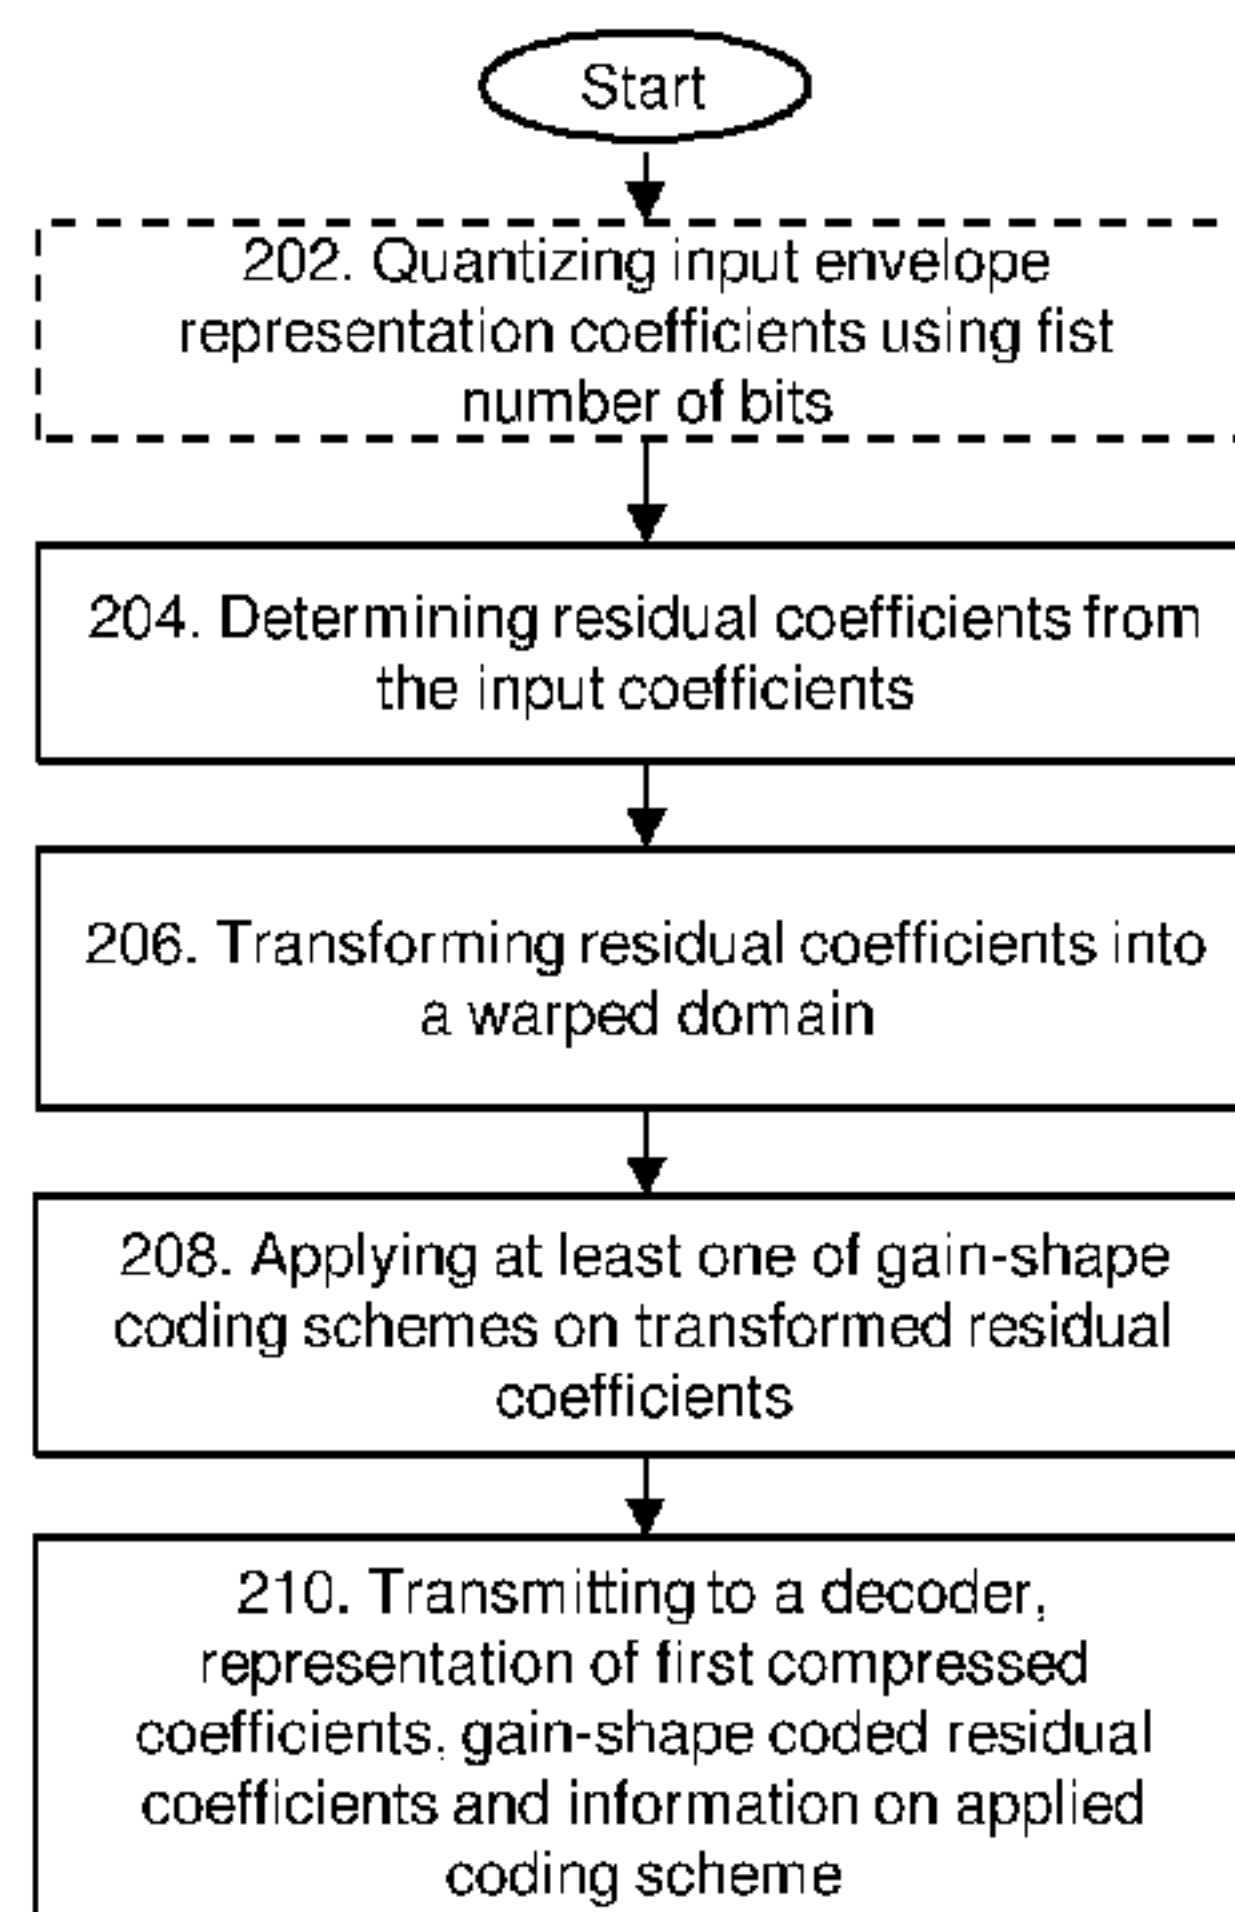 Start
202. Quantizing input envelope
representation coefficients using fist
number of bits
204. Determining residual coefficients from
the input coefficients
206. Transforming residual coefficients into
a warped domain
208. Applying at least one of gain-shape
coding schemes on transformed residual
coefficients
210. Transmitting to a decoder,
representation of first compressed
coefficients, gain-shape coded residual
coefficients and information on applied
coding scheme